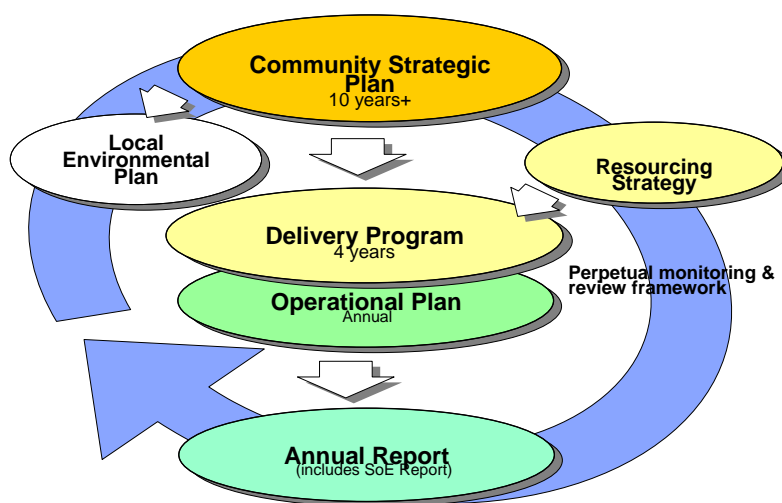 Community Strategic
Plan
10 years+
Local
Environmental
Plan
Resourcing
Strategy
Delivery Program
4 years
Perpetual monitoring &
review framework
Operational Plan
Annual
Annual Report
(includes SoE Report)